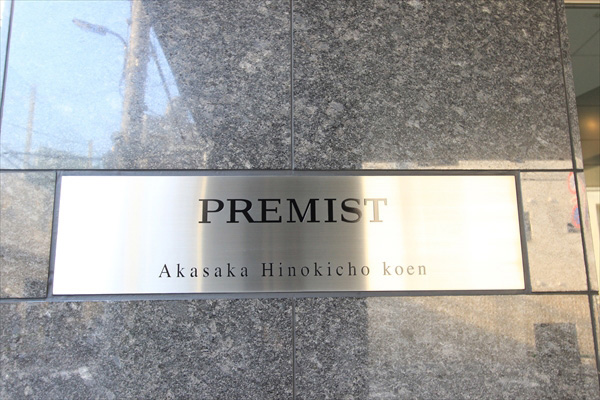 PREMIST
Akasaka Hinokicho koen